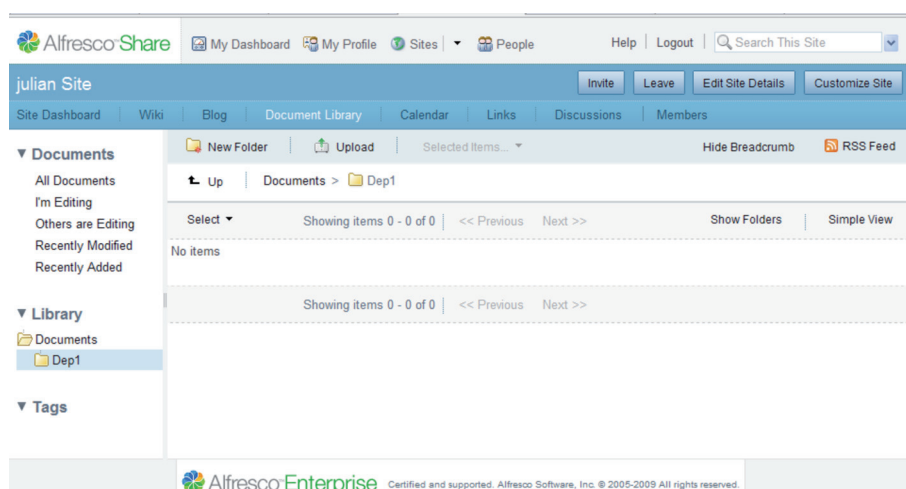 Alfresco Share My Dashboard My Profile Sites People Help Logout Search This Site
julian Site Invite Leave Edit Site Details Customize Site
Site Dashboard Wiki Blog Document Library Calendar Links Discussions Members
Documents
All Documents
I'm Editing
Others are Editing
Recently Modified
Recently Added
Library
Documents
Dep1
Tags
New Folder Upload Selected Items... Hide Breadcrumb RSS Feed
Up Documents > Dep1
Select Showing items 0 - 0 of 0 << Previous Next >> Show Folders Simple View
No items
Showing items 0 - 0 of 0 << Previous Next >>
Alfresco Enterprise Certified and supported. Alfresco Software, Inc. © 2005-2009 All rights reserved.